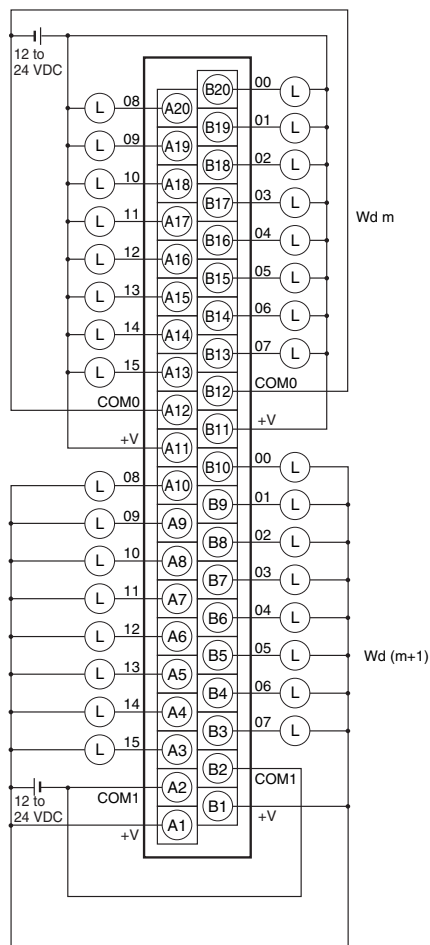 12 to
24 VDC
08 A20 B20 00
L L
09 A19 B19 01
L L
10 A18 B18 02
L L
11 A17 B17 03
L L
Wd m
12 A16 B16 04
L L
13 A15 B15 05
L L
14 A14 B14 06
L L
15 A13 B13 07
L L
COM0 A12 B12 COM0
+V A11 B11 +V
08 A10 B10 00
L L
09 A9 B9 01
L L
10 A8 B8 02
L L
11 A7 B7 03
L L
12 A6 B6 04
L L
13 A5 B5 05
L L
Wd (m+1)
14 A4 B4 06
L L
15 A3 B3 07
L L
12 to
24 VDC
COM1 A2 B2 COM1
+V A1 B1 +V